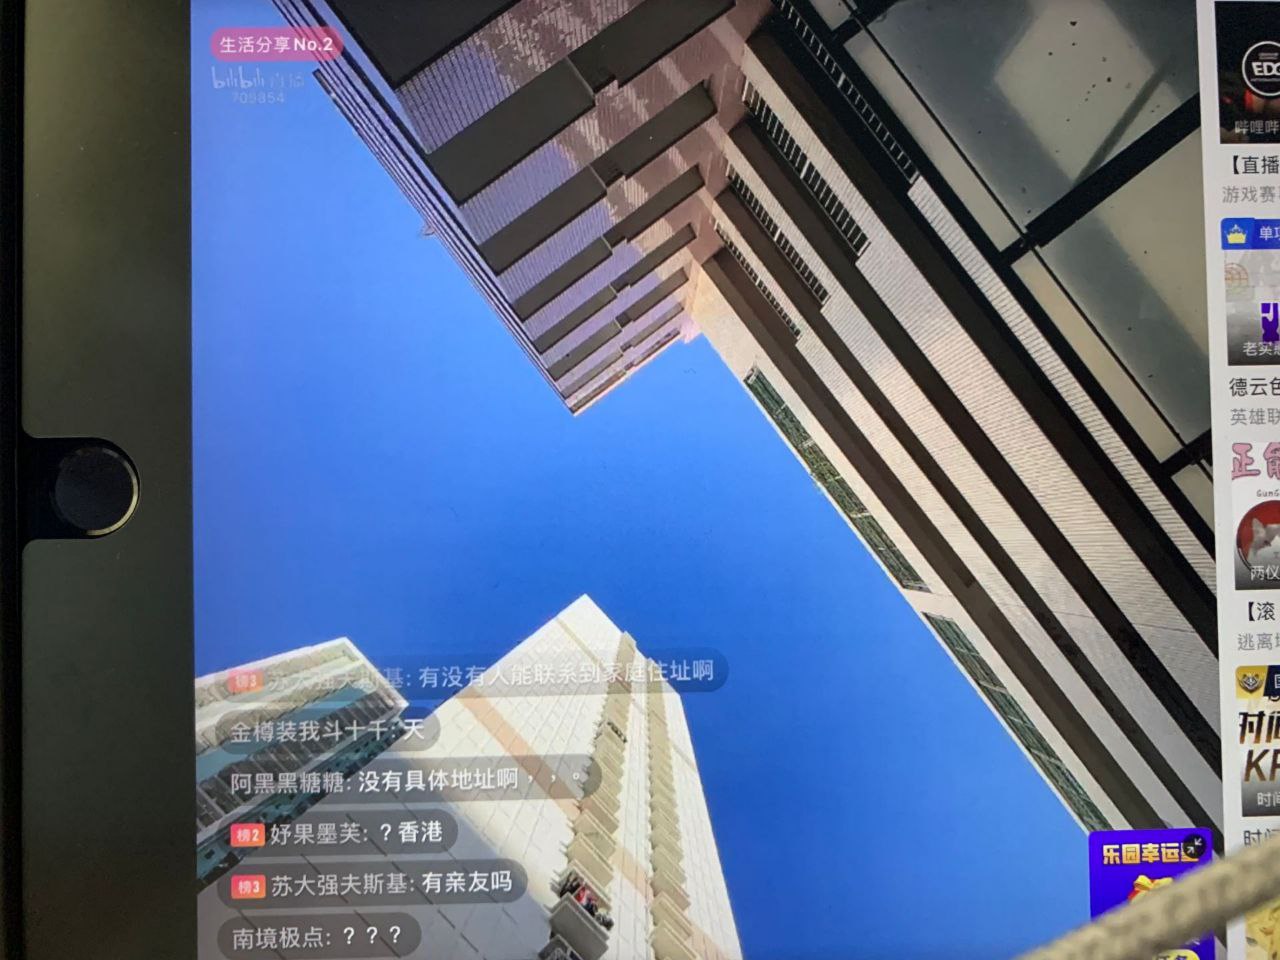 生活分享No.2
bilibili
709854
榜3 苏大强夫斯基: 有没有人能联系到家庭住址啊
金樽装我斗十千: 天
阿黑黑糖糖: 没有具体地址啊，，。
榜2 妤果墨芙: ？香港
榜3 苏大强夫斯基: 有亲友吗
南境极点: ？？？
乐园幸运
EDG
哔哩哔
【直播
游戏赛
单
老实
德云色
英雄联
正能
两仪
【滚
逃离
时间
KP
时间